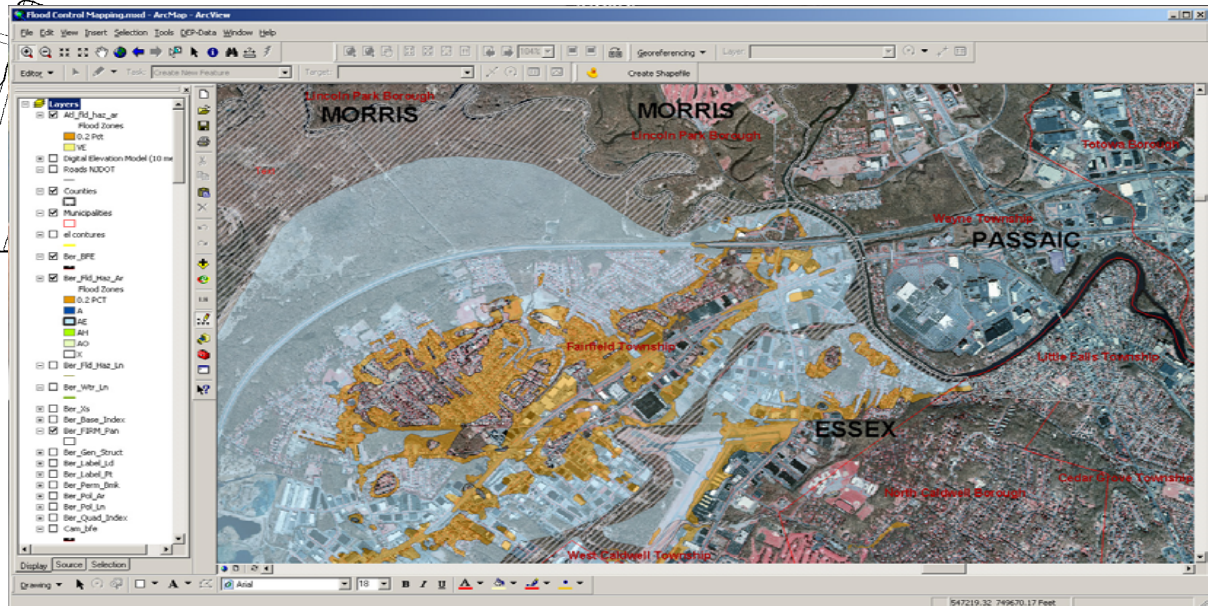 Flood Control Mapping.mxd - ArcMap - ArcView
File Edit View Insert Selection Tools DEP-Data Window Help
104% Georeferencing Layer:
Editor Task: Create New Feature Target: Create Shapefile
Layers
Atl_fld_haz_ar
Flood Zones
0.2 Pct
VE
Digital Elevation Model (10 me
Roads NJDOT
Counties
Municipalities
el contures
Ber_BFE
Ber_Fld_Haz_Ar
Flood Zones
0.2 PCT
A
AE
AH
AO
X
Ber_Fld_Haz_Ln
Ber_Wtr_Ln
Ber_Xs
Ber_Base_Index
Ber_FIRM_Pan
Ber_Gen_Struct
Ber_Label_Ld
Ber_Label_Pt
Ber_Perm_Bmk
Ber_Pol_Ar
Ber_Pol_Ln
Ber_Quad_Index
Cam_bfe
Display Source Selection
Lincoln Park Borough
MORRIS
MORRIS
Lincoln Park Borough
Totowa Borough
Wayne Township
PASSAIC
Fairfield Township
Little Falls Township
ESSEX
North Caldwell Borough
Cedar Grove Township
West Caldwell Township
Drawing A Arial 18 B I U A
547219.32 749670.17 Feet